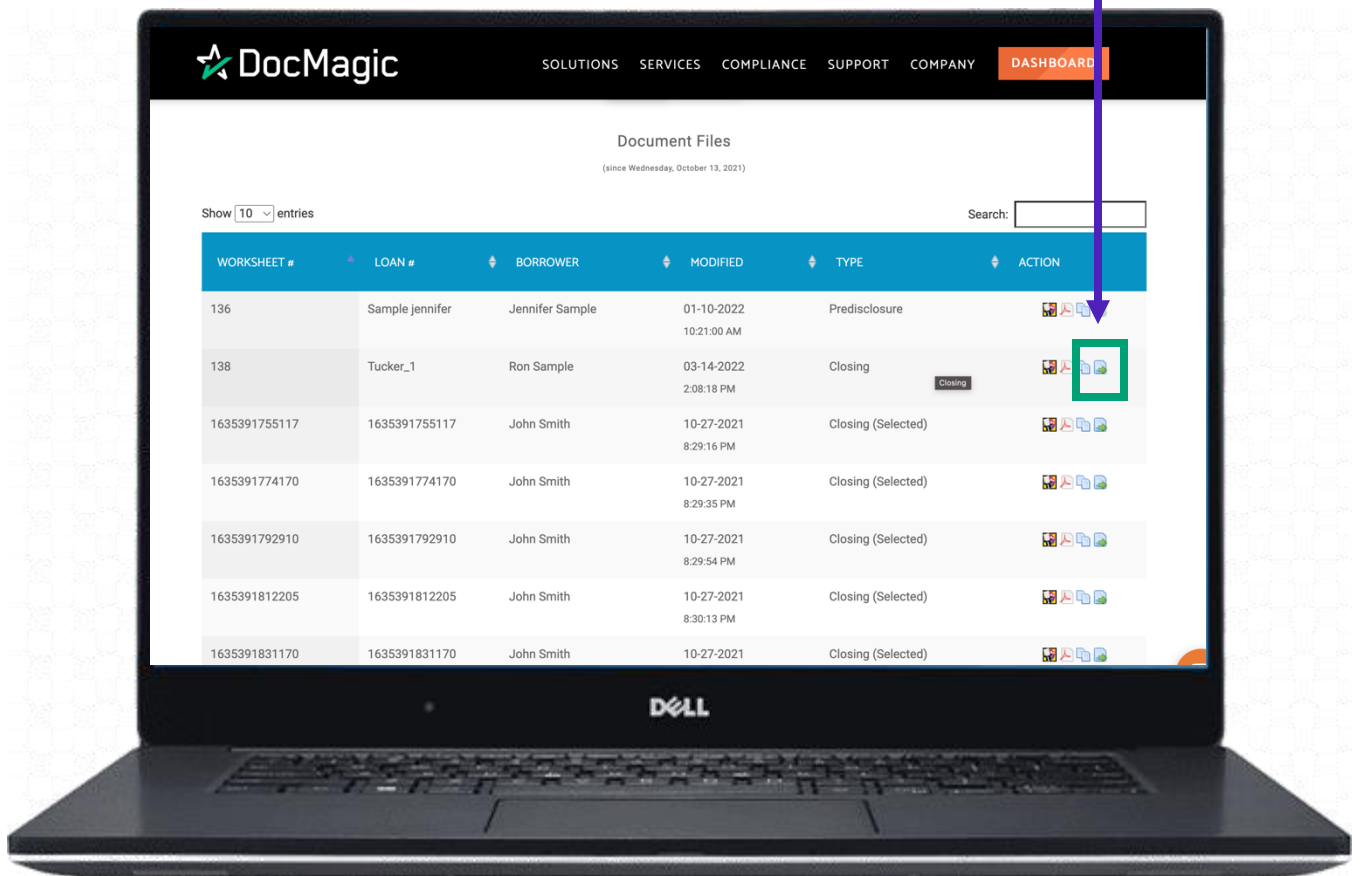 DocMagic
SOLUTIONS SERVICES COMPLIANCE SUPPORT COMPANY DASHBOARD
Document Files
(since Wednesday, October 13, 2021)
Show 10 entries Search:
WORKSHEET # LOAN # BORROWER MODIFIED TYPE ACTION
136 Sample jennifer Jennifer Sample 01-10-2022 Predisclosure
10:21:00 AM
138 Tucker_1 Ron Sample 03-14-2022 Closing
Closing
2:08:18 PM
1635391755117 1635391755117 John Smith 10-27-2021 Closing (Selected)
8:29:16 PM
1635391774170 1635391774170 John Smith 10-27-2021 Closing (Selected)
8:29:35 PM
1635391792910 1635391792910 John Smith 10-27-2021 Closing (Selected)
8:29:54 PM
1635391812205 1635391812205 John Smith 10-27-2021 Closing (Selected)
8:30:13 PM
1635391831170 1635391831170 John Smith 10-27-2021 Closing (Selected)
DELL